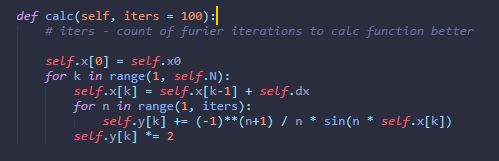 def calc(self, iters = 100):
# iters - count of furier iterations to calc function better
self.x[0] = self.x0
for k in range(1, self.N):
self.x[k] = self.x[k-1] + self.dx
for n in range(1, iters):
self.y[k] += (-1)**(n+1) / n * sin(n * self.x[k])
self.y[k] *= 2